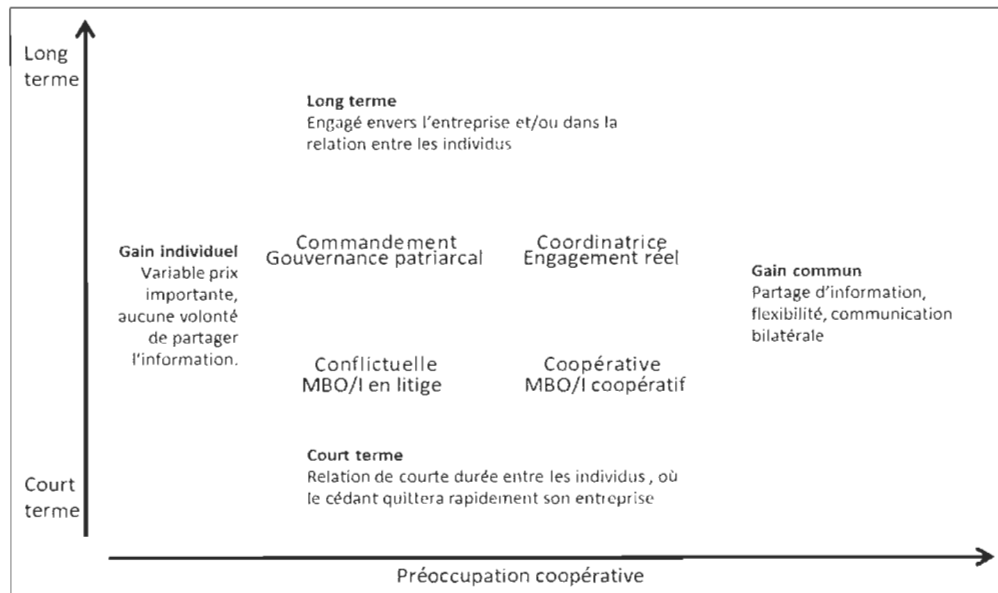 Long
terme
Long terme
Engagé envers l'entreprise et/ou dans la
relation entre les individus
Gain individuel
Variable prix
importante,
aucune volonté
de partager
l'information.
Commandement
Gouvernance patriarcal
Coordinatrice
Engagement réel
Gain commun
Partage d'information,
flexibilité, communication
bilatérale
Conflictuelle
MBO/I en litige
Coopérative
MBO/I coopératif
Court terme
Relation de courte durée entre les individus, où
le cédant quittera rapidement son entreprise
Court
terme
Préoccupation coopérative